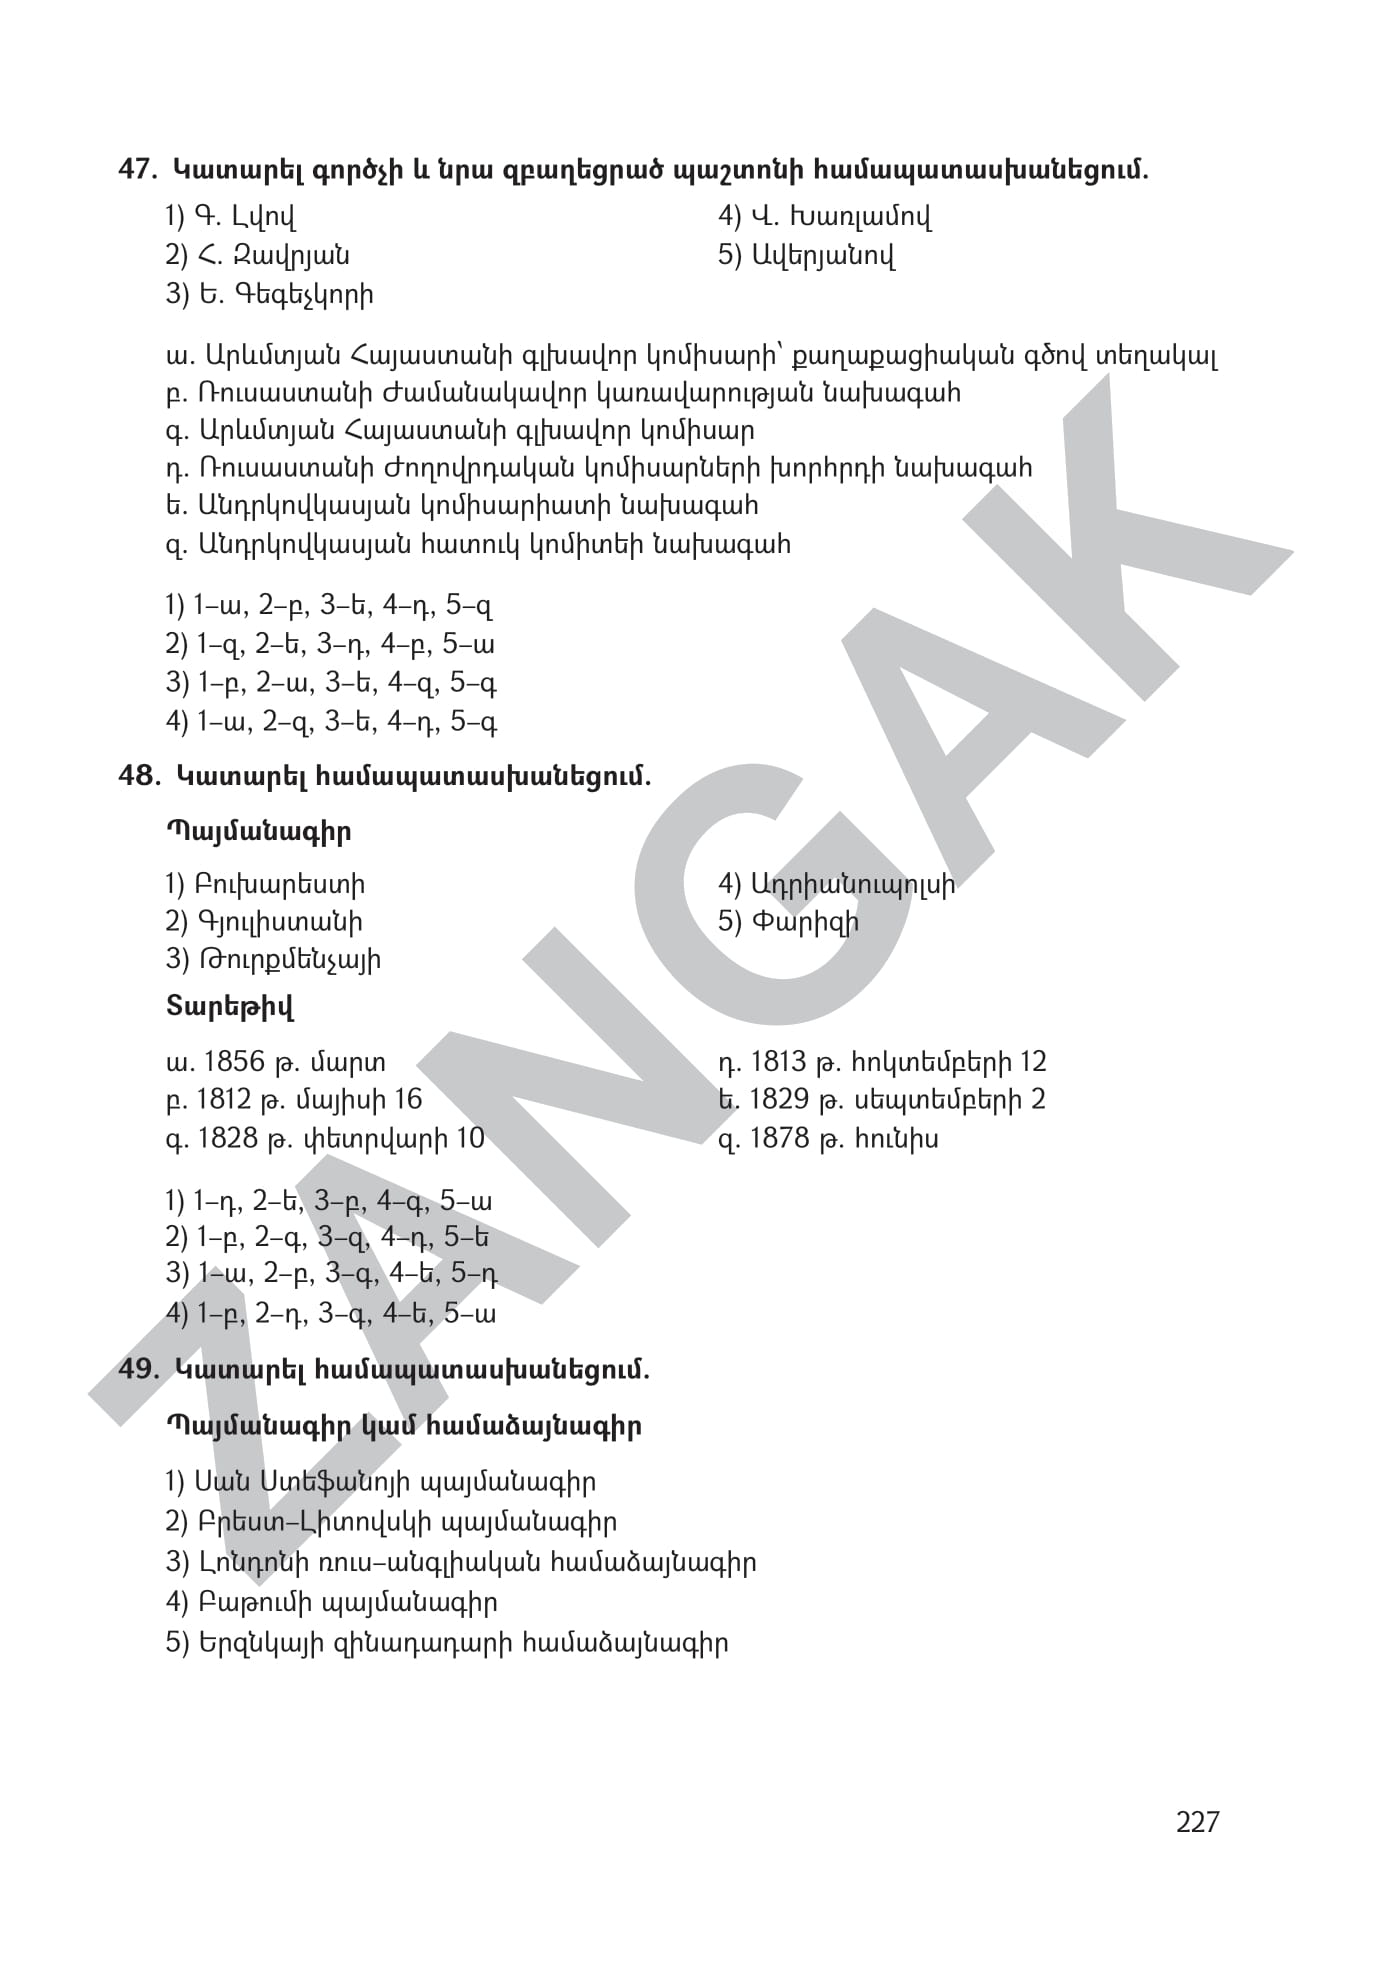 47. Կատարել գործչի և նրա զբաղեցրած պաշտոնի համապատասխանեցում.
1) Գ. Լվով
4) Վ. Խառլամով
2) Հ. Զավրյան
5) Ավերյանով
3) Ե. Գեգեչկորի
ա. Արևմտյան Հայաստանի գլխավոր կոմիսարի՝ քաղաքացիական գծով տեղակալ
բ. Ռուսաստանի Ժամանակավոր կառավարության նախագահ
գ. Արևմտյան Հայաստանի գլխավոր կոմիսար
դ. Ռուսաստանի Ժողովրդական կոմիսարների խորհրդի նախագահ
ե. Անդրկովկասյան կոմիսարիատի նախագահ
զ. Անդրկովկասյան հատուկ կոմիտեի նախագահ
1) 1–ա, 2–բ, 3–ե, 4–դ, 5–զ
2) 1–զ, 2–ե, 3–դ, 4–բ, 5–ա
3) 1–բ, 2–ա, 3–ե, 4–զ, 5–գ
4) 1–ա, 2–զ, 3–ե, 4–դ, 5–գ
48. Կատարել համապատասխանեցում.
Պայմանագիր
1) Բուխարեստի
4) Ադրիանուպոլսի
2) Գյուլիստանի
5) Փարիզի
3) Թուրքմենչայի
Տարեթիվ
ա. 1856 թ. մարտ
դ. 1813 թ. հոկտեմբերի 12
բ. 1812 թ. մայիսի 16
ե. 1829 թ. սեպտեմբերի 2
գ. 1828 թ. փետրվարի 10
զ. 1878 թ. հունիս
1) 1–դ, 2–ե, 3–բ, 4–գ, 5–ա
2) 1–բ, 2–գ, 3–զ, 4–դ, 5–ե
3) 1–ա, 2–բ, 3–գ, 4–ե, 5–դ
4) 1–բ, 2–դ, 3–գ, 4–ե, 5–ա
49. Կատարել համապատասխանեցում.
Պայմանագիր կամ համաձայնագիր
1) Սան Ստեֆանոյի պայմանագիր
2) Բրեստ–Լիտովսկի պայմանագիր
3) Լոնդոնի ռուս–անգլիական համաձայնագիր
4) Բաթումի պայմանագիր
5) Երզնկայի զինադադարի համաձայնագիր
227
ZANGAK